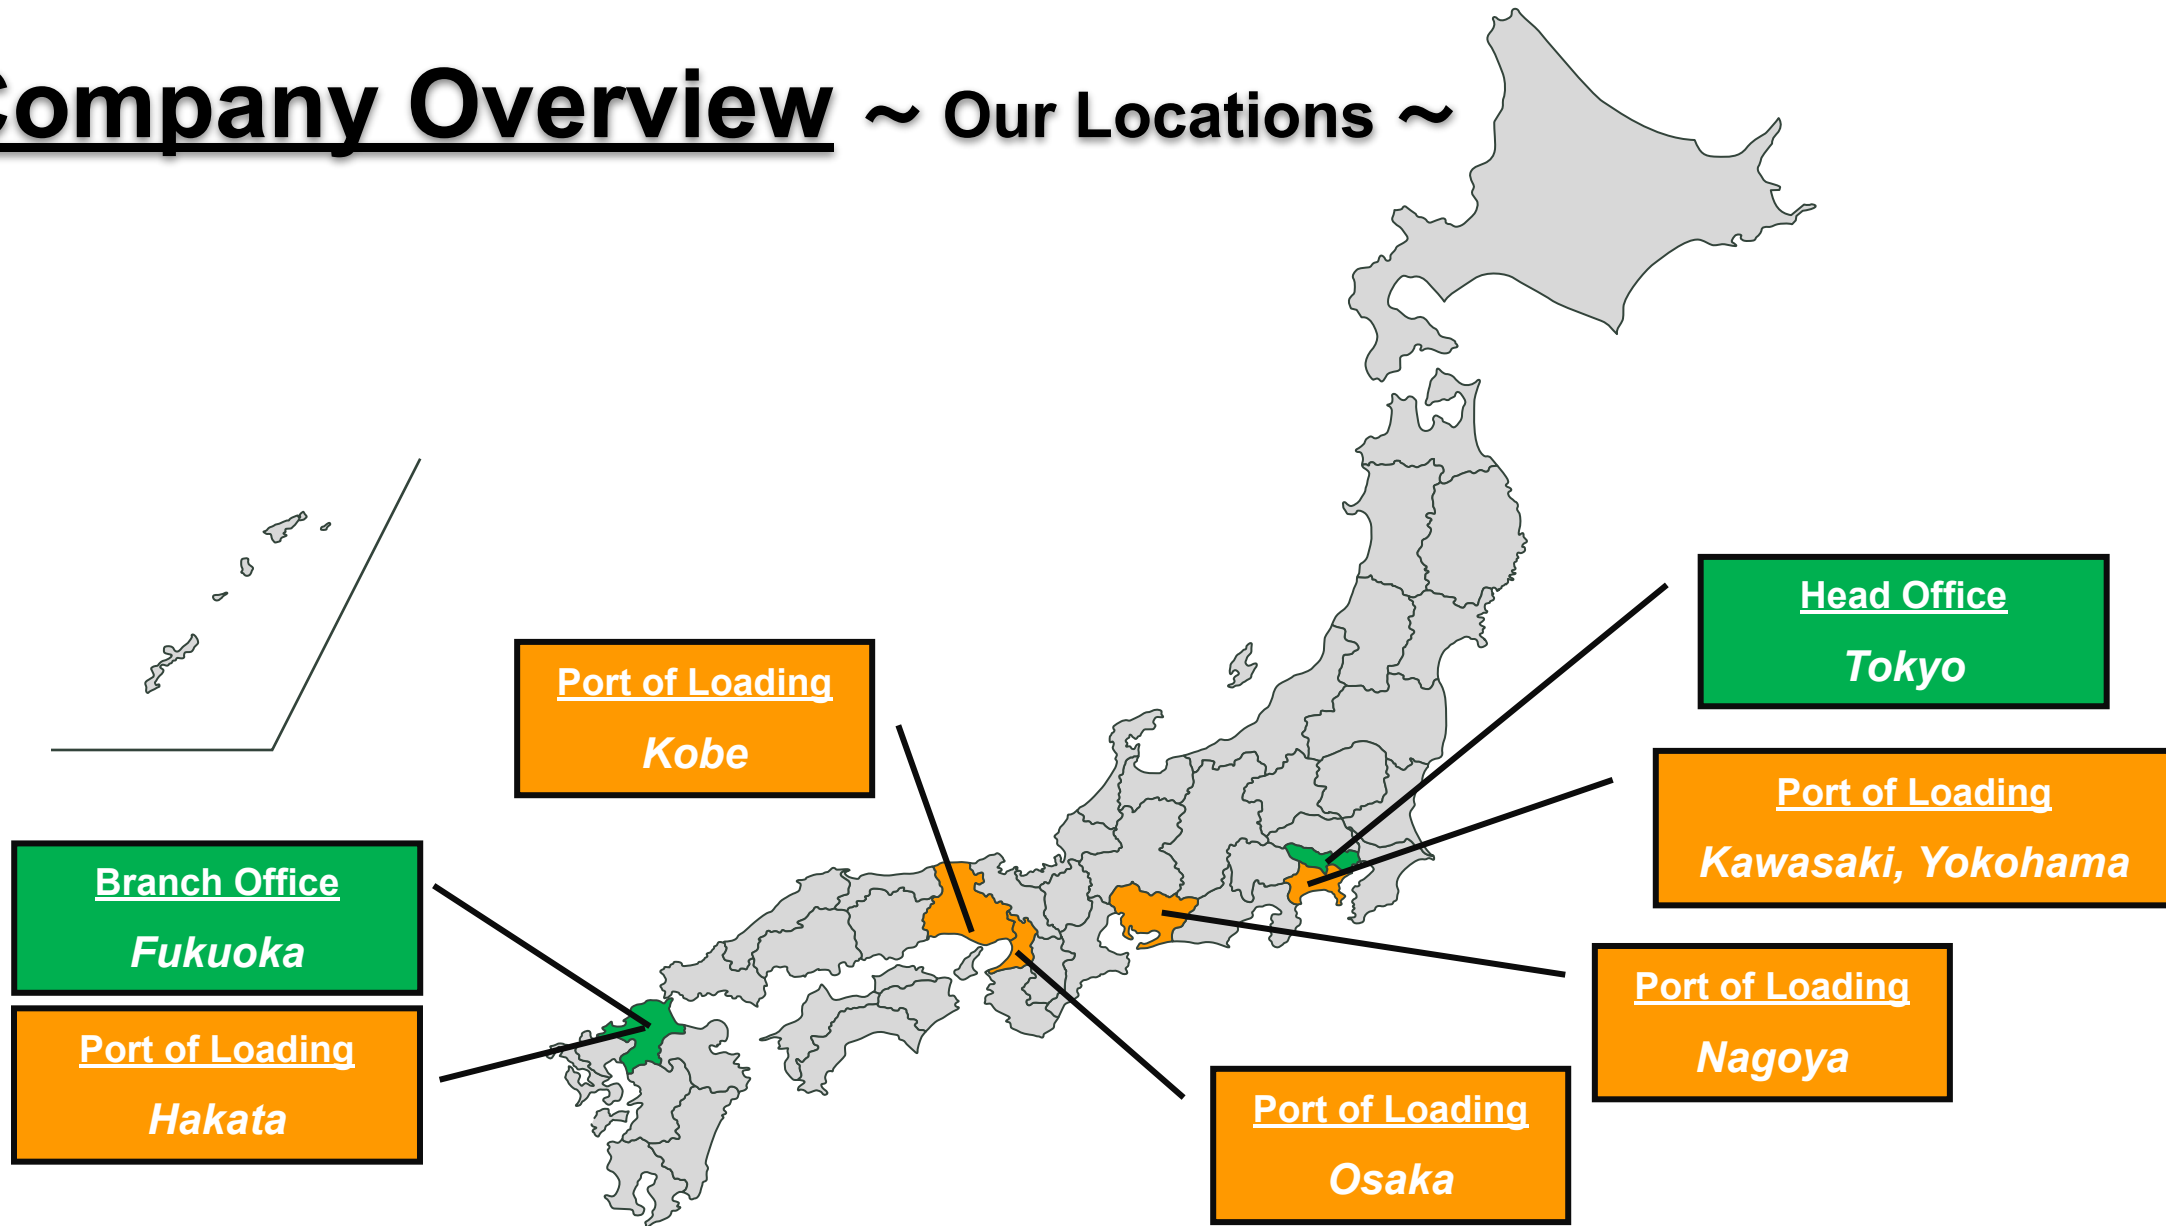 Company Overview ～ Our Locations ～
Head Office
Tokyo
Port of Loading
Kobe
Port of Loading
Kawasaki, Yokohama
Branch Office
Fukuoka
Port of Loading
Nagoya
Port of Loading
Hakata
Port of Loading
Osaka